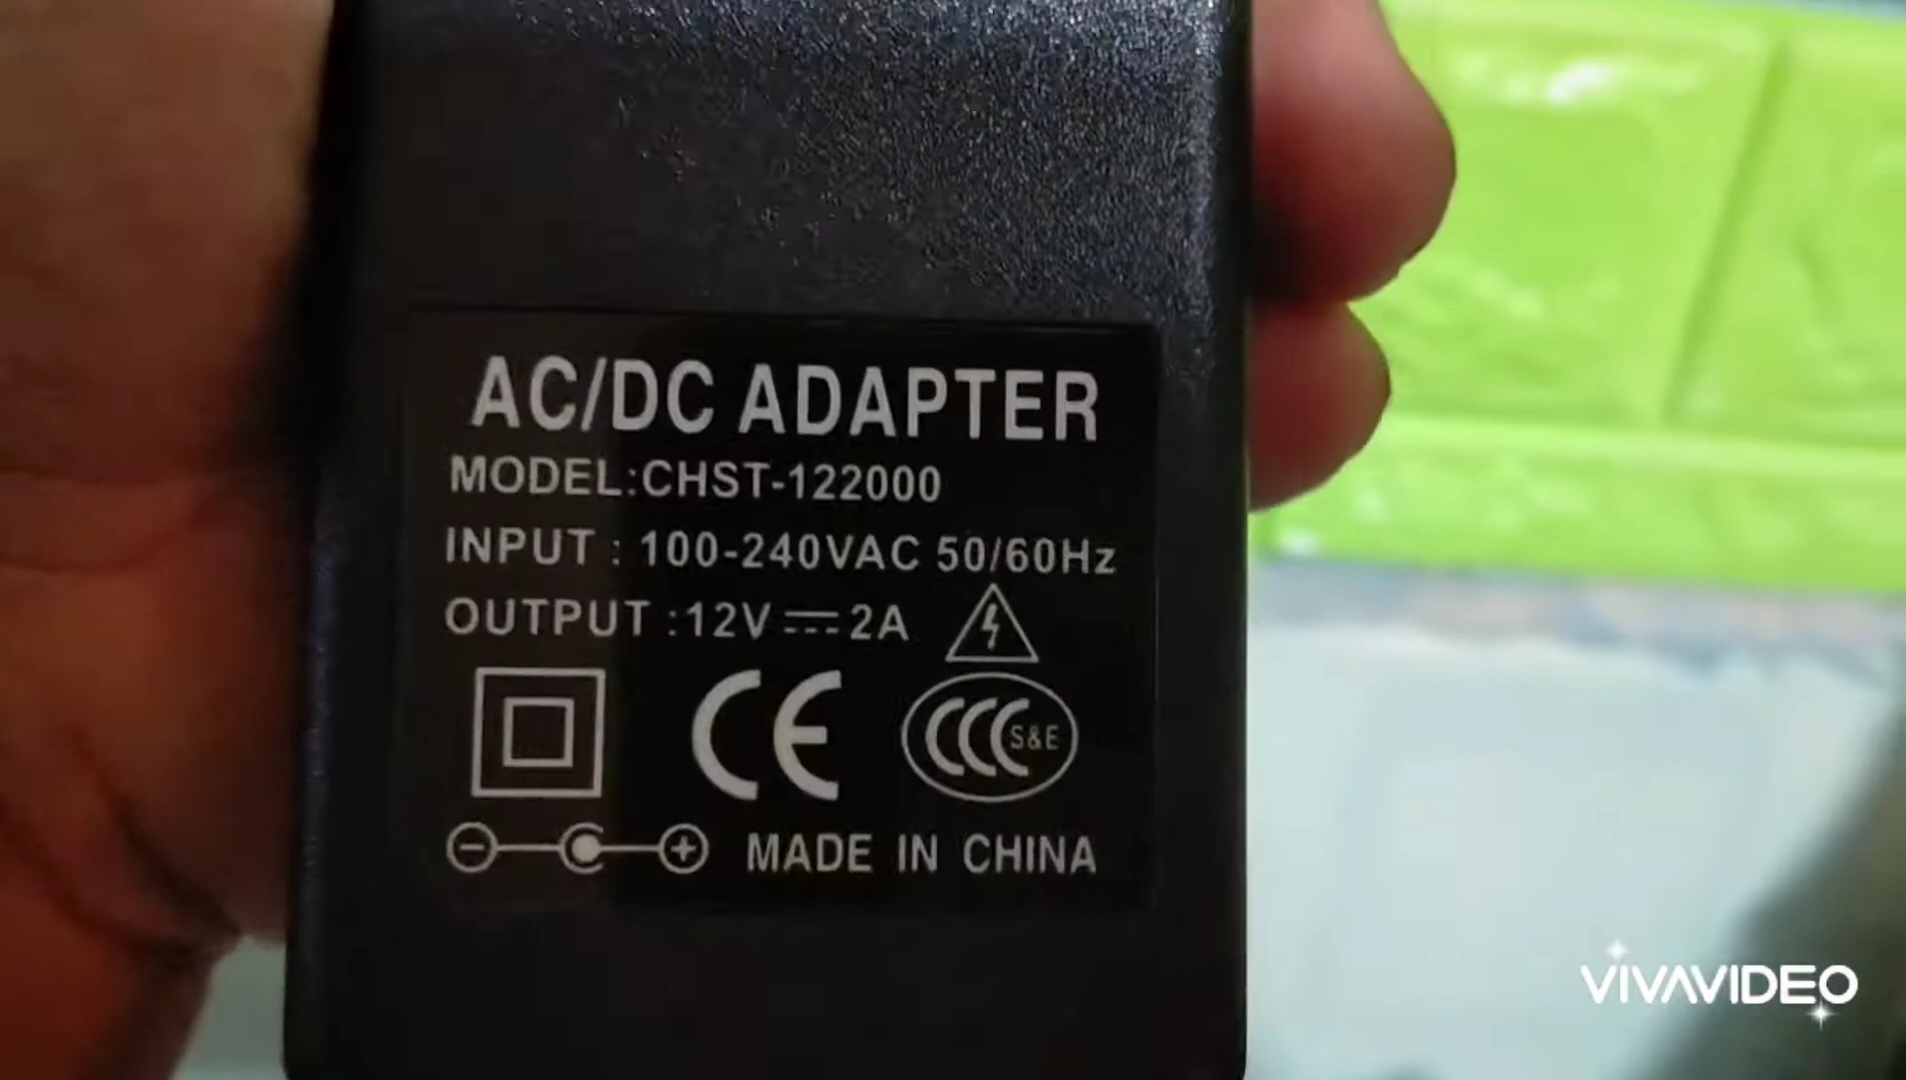 AC/DC ADAPTER
MODEL:CHST-122000
INPUT : 100-240VAC 50/60Hz
OUTPUT :12V ⎓ 2A
CE
CCC S&E
MADE IN CHINA
VIVAVIDEO